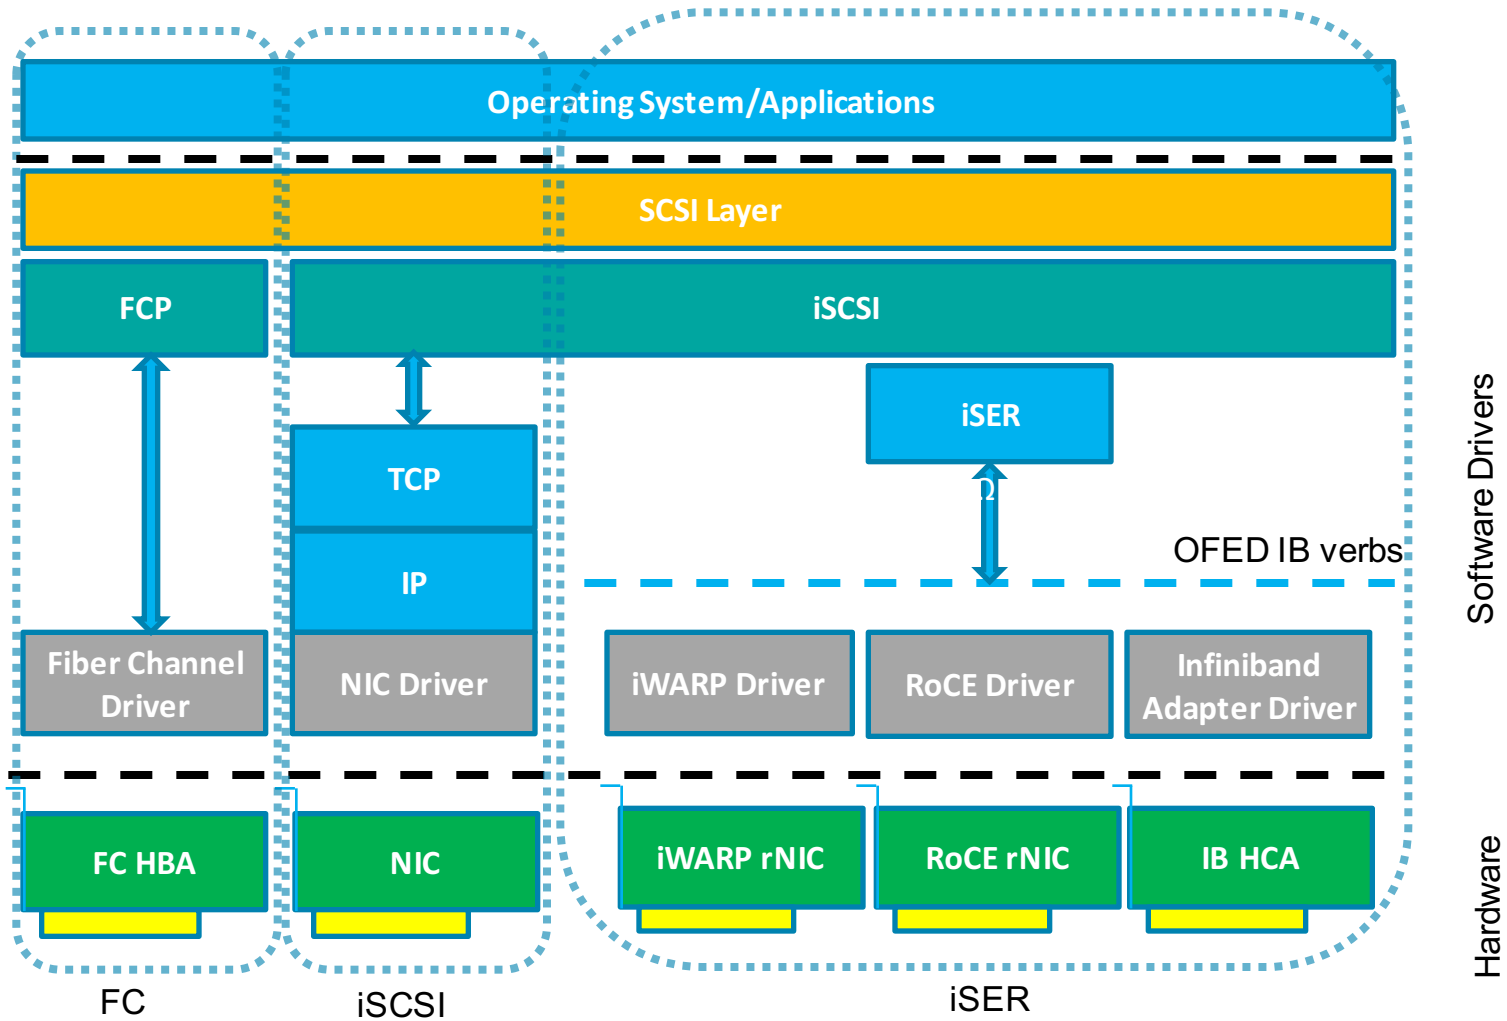 Operating System/Applications
SCSI Layer
FCP
iSCSI
iSER
Ω
TCP
OFED IB verbs
IP
Fiber Channel
Driver
NIC Driver
iWARP Driver
RoCE Driver
Infiniband
Adapter Driver
Software Drivers
FC HBA
NIC
iWARP rNIC
RoCE rNIC
IB HCA
Hardware
FC
iSCSI
iSER